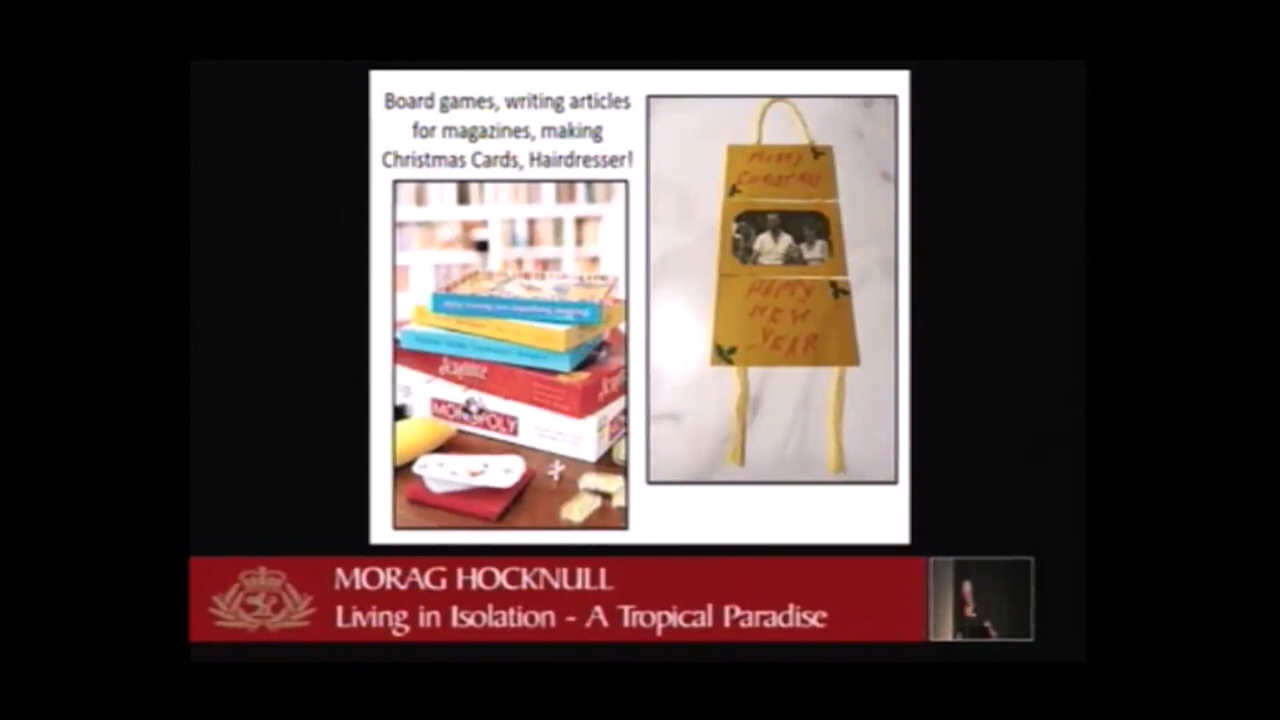 Board games, writing articles
for magazines, making
Christmas Cards, Hairdresser!
Scrabble
MONOPOLY
MERRY
CHRISTMAS
HAPPY
NEW
YEAR
MORAG HOCKNULL
Living in Isolation - A Tropical Paradise